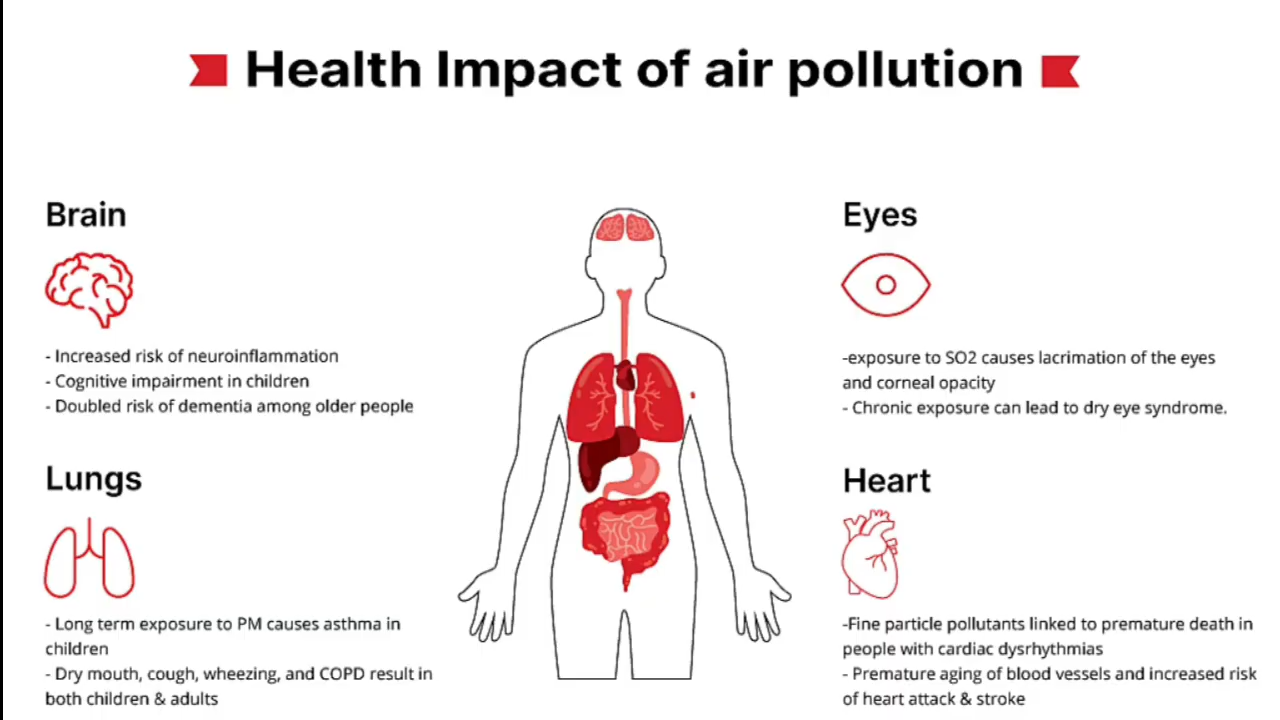 Health Impact of air pollution
Brain
- Increased risk of neuroinflammation
- Cognitive impairment in children
- Doubled risk of dementia among older people
Lungs
- Long term exposure to PM causes asthma in
children
- Dry mouth, cough, wheezing, and COPD result in
both children & adults
Eyes
-exposure to SO2 causes lacrimation of the eyes
and corneal opacity
- Chronic exposure can lead to dry eye syndrome.
Heart
-Fine particle pollutants linked to premature death in
people with cardiac dysrhythmias
- Premature aging of blood vessels and increased risk
of heart attack & stroke